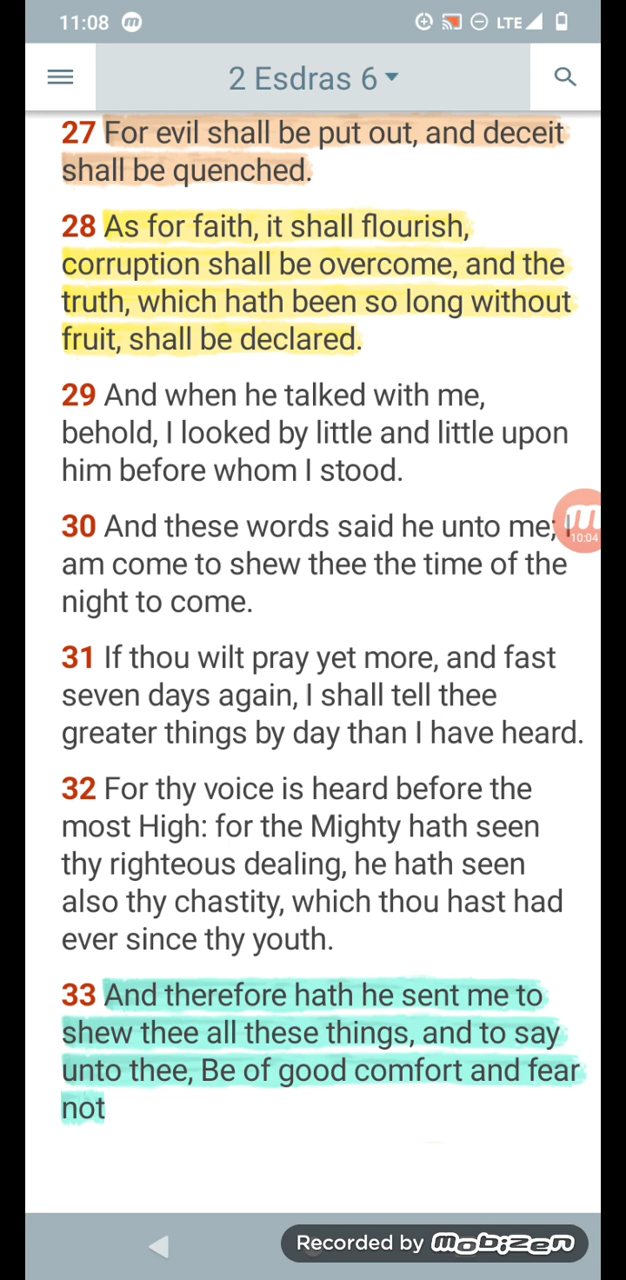 11:08 m LTE
2 Esdras 6
27 For evil shall be put out, and deceit
shall be quenched.
28 As for faith, it shall flourish,
corruption shall be overcome, and the
truth, which hath been so long without
fruit, shall be declared.
29 And when he talked with me,
behold, I looked by little and little upon
him before whom I stood.
30 And these words said he unto me; I
am come to shew thee the time of the
night to come.
m
10:04
31 If thou wilt pray yet more, and fast
seven days again, I shall tell thee
greater things by day than I have heard.
32 For thy voice is heard before the
most High: for the Mighty hath seen
thy righteous dealing, he hath seen
also thy chastity, which thou hast had
ever since thy youth.
33 And therefore hath he sent me to
shew thee all these things, and to say
unto thee, Be of good comfort and fear
not
Recorded by mobizen